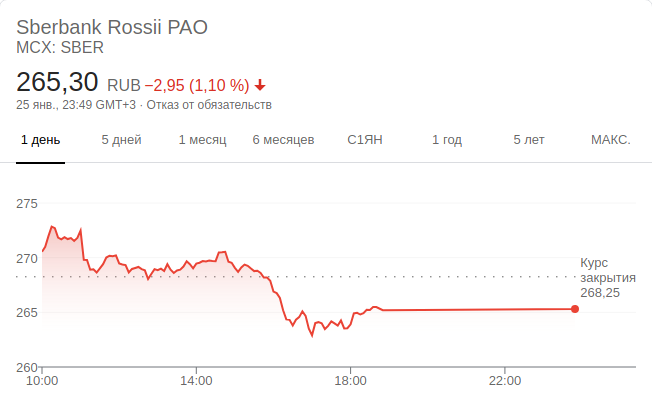 Sberbank Rossii PAO
MCX: SBER
265,30 RUB −2,95 (1,10 %)
25 янв., 23:49 GMT+3 · Отказ от обязательств
1 день 5 дней 1 месяц 6 месяцев С1ЯН 1 год 5 лет МАКС.
275
270
Курс
закрытия
268,25
265
260
10:00 14:00 18:00 22:00